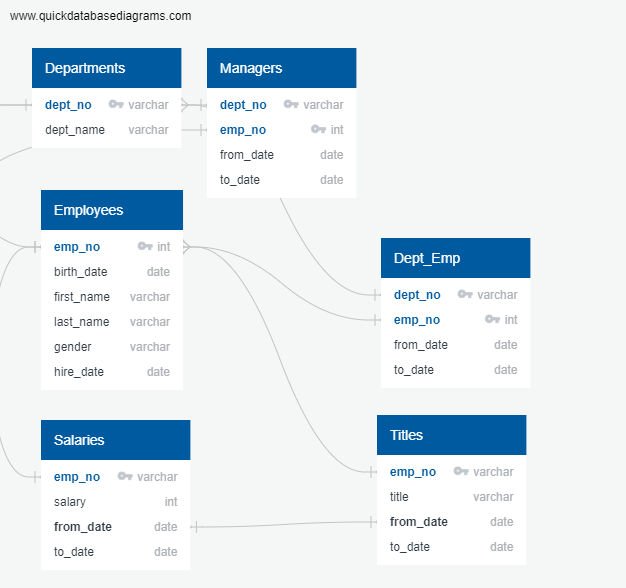 www.quickdatabasediagrams.com
Departments
dept_no varchar
dept_name varchar
Managers
dept_no varchar
emp_no int
from_date date
to_date date
Employees
emp_no int
birth_date date
first_name varchar
last_name varchar
gender varchar
hire_date date
Dept_Emp
dept_no varchar
emp_no int
from_date date
to_date date
Salaries
emp_no varchar
salary int
from_date date
to_date date
Titles
emp_no varchar
title varchar
from_date date
to_date date